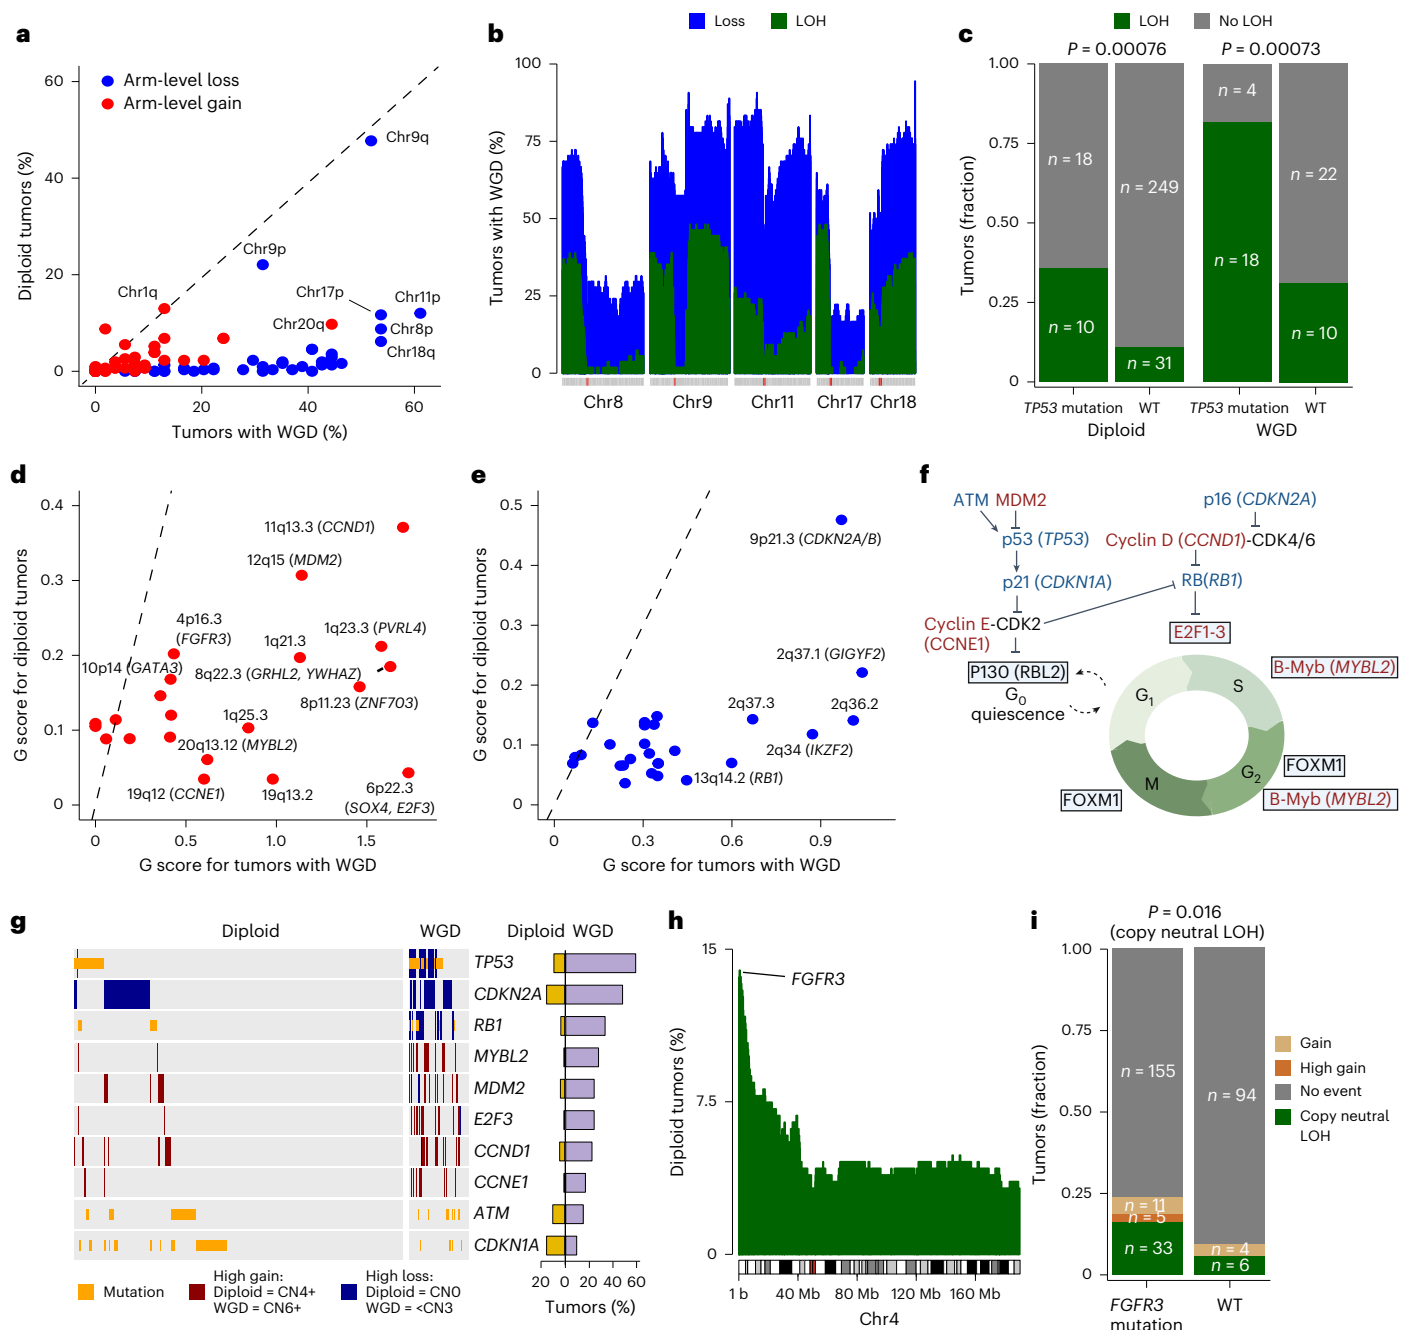 a
60
40
20
0
Diploid tumors (%)
Arm-level loss
Arm-level gain
Chr9q
Chr9p
Chr1q
Chr17p
Chr11p
Chr20q
Chr8p
Chr18q
0 20 40 60
Tumors with WGD (%)
b
Loss LOH
100
75
50
25
0
Tumors with WGD (%)
Chr8 Chr9 Chr11 Chr17 Chr18
c
LOH No LOH
P = 0.00076 P = 0.00073
1.00
0.75
0.50
0.25
0
Tumors (fraction)
n = 18
n = 10
n = 249
n = 31
n = 4
n = 18
n = 22
n = 10
TP53 mutation WT TP53 mutation WT
Diploid WGD
d
0.4
0.3
0.2
0.1
0
G score for diploid tumors
11q13.3 (CCND1)
12q15 (MDM2)
4p16.3
(FGFR3)
1q21.3
1q23.3 (PVRL4)
10p14 (GATA3)
8q22.3 (GRHL2, YWHAZ)
8p11.23 (ZNF703)
1q25.3
20q13.12 (MYBL2)
19q12 (CCNE1)
19q13.2
6p22.3
(SOX4, E2F3)
0 0.5 1.0 1.5
G score for tumors with WGD
e
0.5
0.4
0.3
0.2
0.1
0
G score for diploid tumors
9p21.3 (CDKN2A/B)
2q37.1 (GIGYF2)
2q37.3
2q36.2
2q34 (IKZF2)
13q14.2 (RB1)
0 0.3 0.6 0.9
G score for tumors with WGD
f
ATM MDM2
p16 (CDKN2A)
p53 (TP53)
Cyclin D (CCND1)-CDK4/6
p21 (CDKN1A)
RB(RB1)
Cyclin E-CDK2
(CCNE1)
E2F1-3
P130 (RBL2)
G0
quiescence
B-Myb (MYBL2)
G1
S
G2
M
FOXM1
FOXM1
B-Myb (MYBL2)
g
Diploid WGD
Diploid WGD
TP53
CDKN2A
RB1
MYBL2
MDM2
E2F3
CCND1
CCNE1
ATM
CDKN1A
20 0 20 40 60
Tumors (%)
Mutation
High gain:
Diploid = CN4+
WGD = CN6+
High loss:
Diploid = CN0
WGD = <CN3
h
15
7.5
0
Diploid tumors (%)
FGFR3
1 b 40 Mb 80 Mb 120 Mb 160 Mb
Chr4
i
P = 0.016
(copy neutral LOH)
1.00
0.75
0.50
0.25
0
Tumors (fraction)
n = 155
n = 11
n = 5
n = 33
n = 94
n = 4
n = 6
FGFR3
mutation
WT
Gain
High gain
No event
Copy neutral
LOH